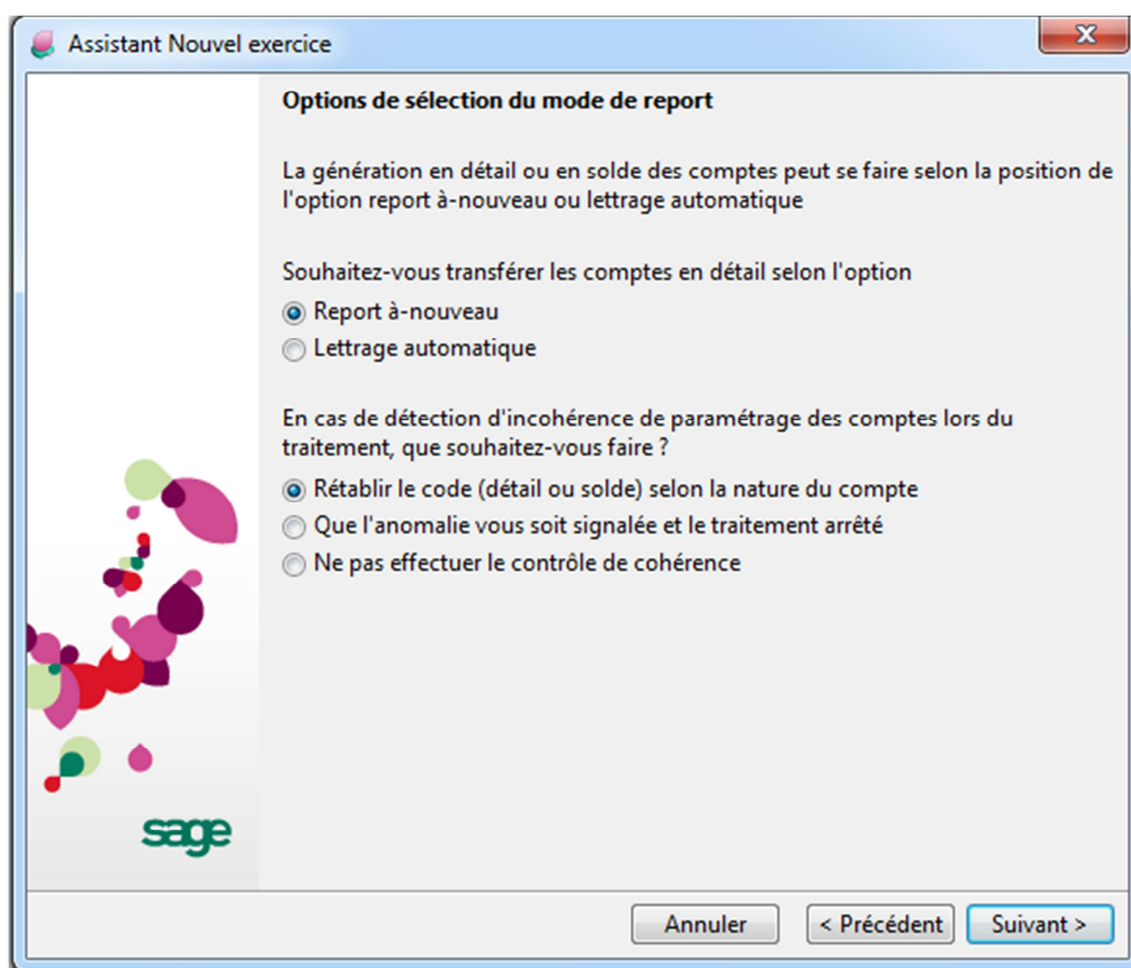 Assistant Nouvel exercice
Options de sélection du mode de report
La génération en détail ou en solde des comptes peut se faire selon la position de
l'option report à-nouveau ou lettrage automatique
Souhaitez-vous transférer les comptes en détail selon l'option
Report à-nouveau
Lettrage automatique
En cas de détection d'incohérence de paramétrage des comptes lors du
traitement, que souhaitez-vous faire ?
Rétablir le code (détail ou solde) selon la nature du compte
Que l'anomalie vous soit signalée et le traitement arrêté
Ne pas effectuer le contrôle de cohérence
sage
Annuler < Précédent Suivant >